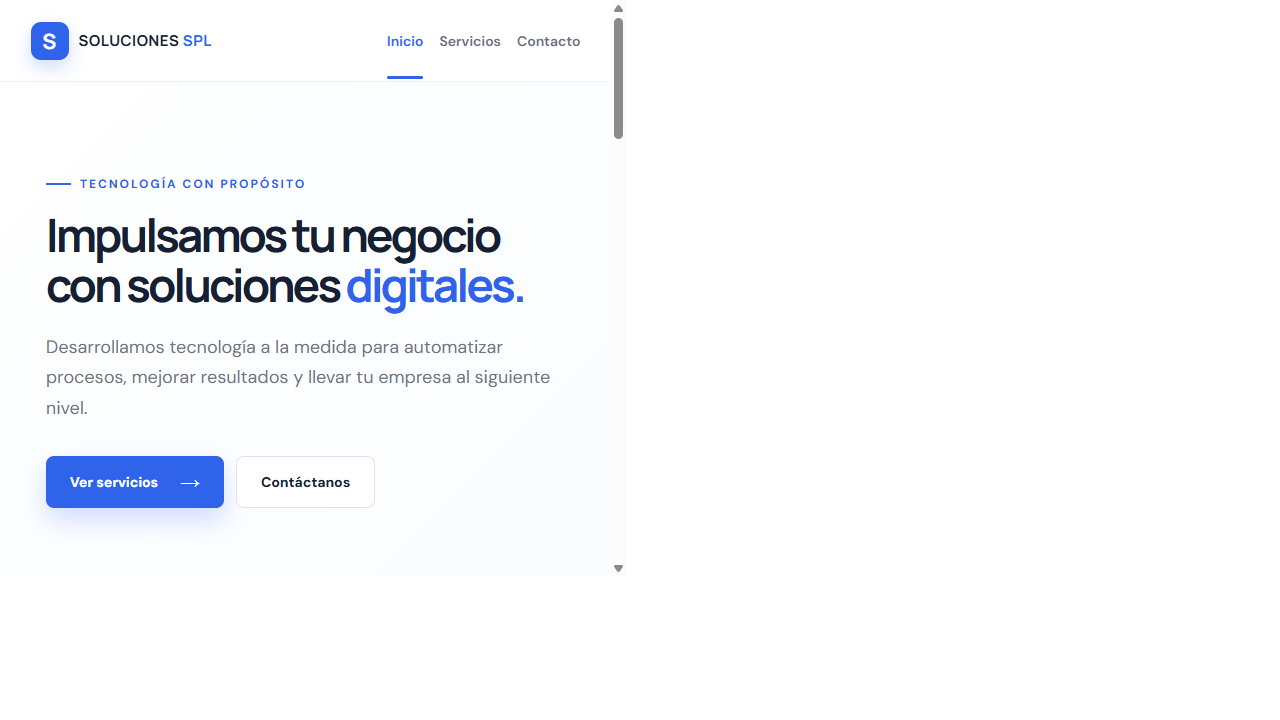 S
SOLUCIONES SPL
Inicio Servicios Contacto
TECNOLOGÍA CON PROPÓSITO
Impulsamos tu negocio
con soluciones digitales.
Desarrollamos tecnología a la medida para automatizar
procesos, mejorar resultados y llevar tu empresa al siguiente
nivel.
Ver servicios →
Contáctanos